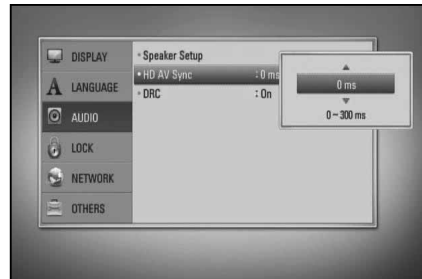 DISPLAY
LANGUAGE
AUDIO
LOCK
NETWORK
OTHERS
• Speaker Setup
• HD AV Sync : 0 ms
• DRC : On
0 ms
0 ~ 300 ms